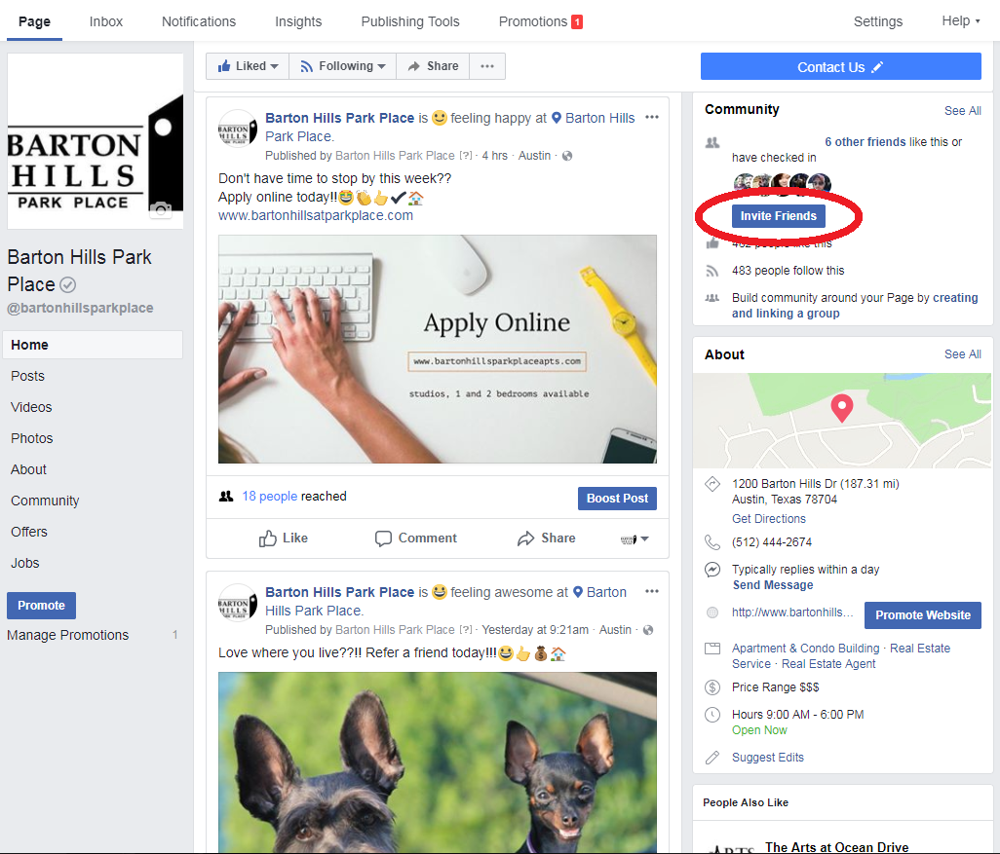 Page Inbox Notifications Insights Publishing Tools Promotions 1 Settings Help
BARTON
HILLS
PARK PLACE
Barton Hills Park
Place
@bartonhillsparkplace
Home
Posts
Videos
Photos
About
Community
Offers
Jobs
Promote
Manage Promotions 1
Liked Following Share ...
Contact Us
BARTON
HILLS
Barton Hills Park Place is 😀 feeling happy at Barton Hills ...
Park Place.
Published by Barton Hills Park Place [?] · 4 hrs · Austin ·
Don't have time to stop by this week??
Apply online today!!😄👏👍✔🏠
www.bartonhillsatparkplace.com
Apply Online
www.bartonhillsparkplaceapts.com
studios, 1 and 2 bedrooms available
18 people reached
Boost Post
Like Comment Share
BARTON
HILLS
Barton Hills Park Place is 😄 feeling awesome at Barton ...
Hills Park Place.
Published by Barton Hills Park Place [?] · Yesterday at 9:21am · Austin ·
Love where you live??!! Refer a friend today!!!😄👍💰🏠
Community See All
6 other friends like this or
have checked in
Invite Friends
482 people like this
483 people follow this
Build community around your Page by creating
and linking a group
About See All
1200 Barton Hills Dr (187.31 mi)
Austin, Texas 78704
Get Directions
(512) 444-2674
Typically replies within a day
Send Message
http://www.bartonhills...
Promote Website
Apartment & Condo Building · Real Estate
Service · Real Estate Agent
Price Range $$$
Hours 9:00 AM - 6:00 PM
Open Now
Suggest Edits
People Also Like
ARTS
The Arts at Ocean Drive